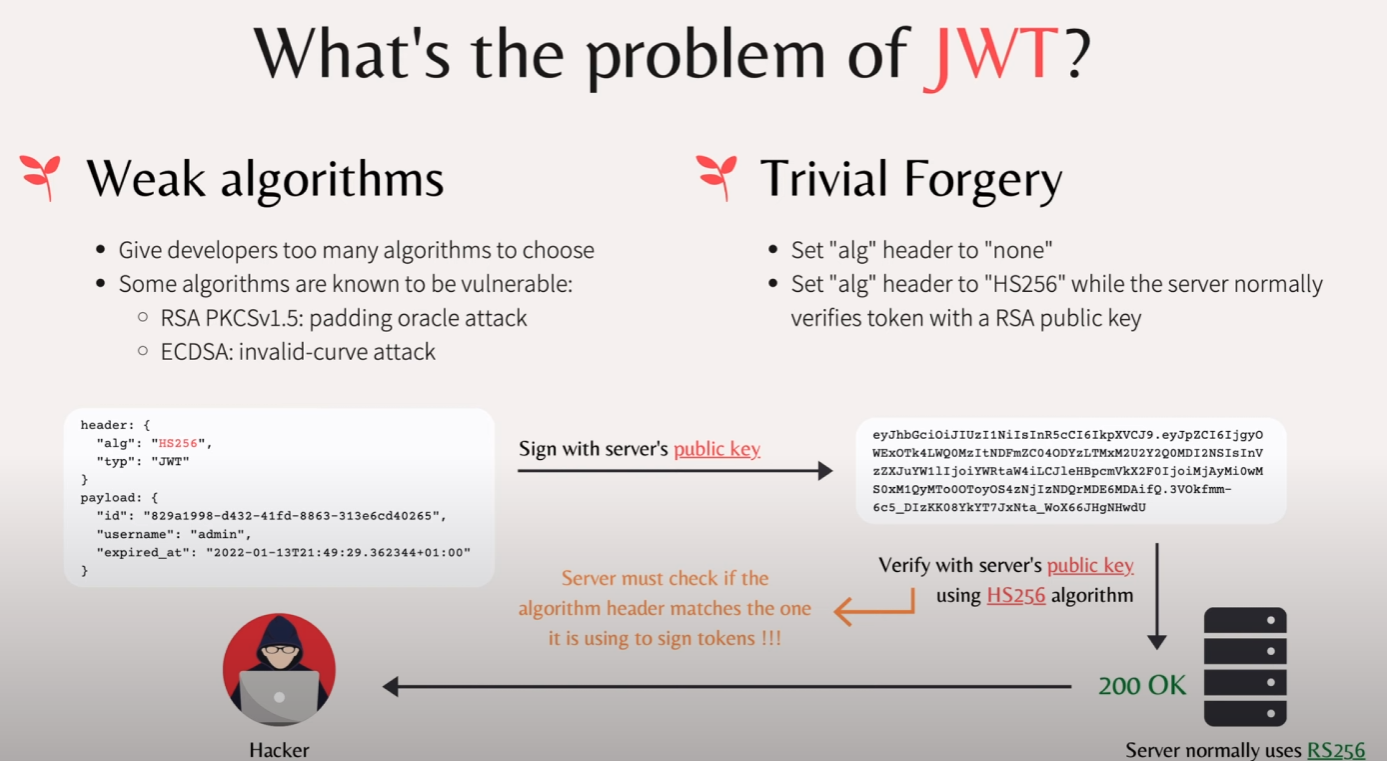 What's the problem of JWT?
Weak algorithms
Give developers too many algorithms to choose
Some algorithms are known to be vulnerable:
RSA PKCSv1.5: padding oracle attack
ECDSA: invalid-curve attack
Trivial Forgery
Set "alg" header to "none"
Set "alg" header to "HS256" while the server normally
verifies token with a RSA public key
header: {
"alg": "HS256",
"typ": "JWT"
}
payload: {
"id": "829a1998-d432-41fd-8863-313e6cd40265",
"username": "admin",
"expired_at": "2022-01-13T21:49:29.362344+01:00"
}
Sign with server's public key
eyJhbGciOiJIUzI1NiIsInR5cCI6IkpXVCJ9.eyJpZCI6IjgyO
WExOTk4LWQ0MzItNDFmZC04ODYzLTMxM2U2Y2Q0MDI2NSIsInV
zZXJuYW1lIjoiYWRtaW4iLCJleHBpcmVkX2F0IjoiMjAyMi0wM
S0xM1QyMTo0OToyOS4zNjIzNDQrMDE6MDAifQ.3VOkfmm-
6c5_DIzKK08YkYT7JxNta_WoX66JHgNHwdU
Verify with server's public key
using HS256 algorithm
Server must check if the
algorithm header matches the one
it is using to sign tokens !!!
200 OK
Hacker
Server normally uses RS256